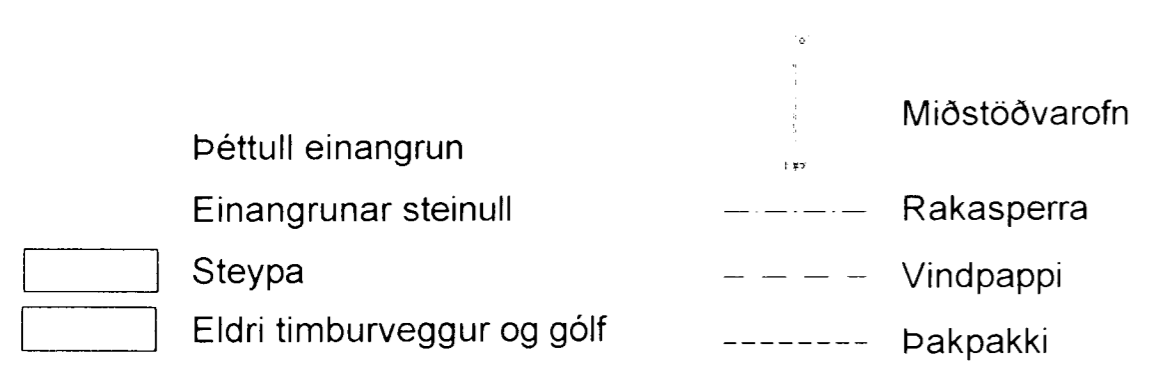 Þéttull einangrun
Einangrunar steinull
Steypa
Eldri timburveggur og gólf
Miðstöðvarofn
Rakasperra
Vindpappi
Þakpakki